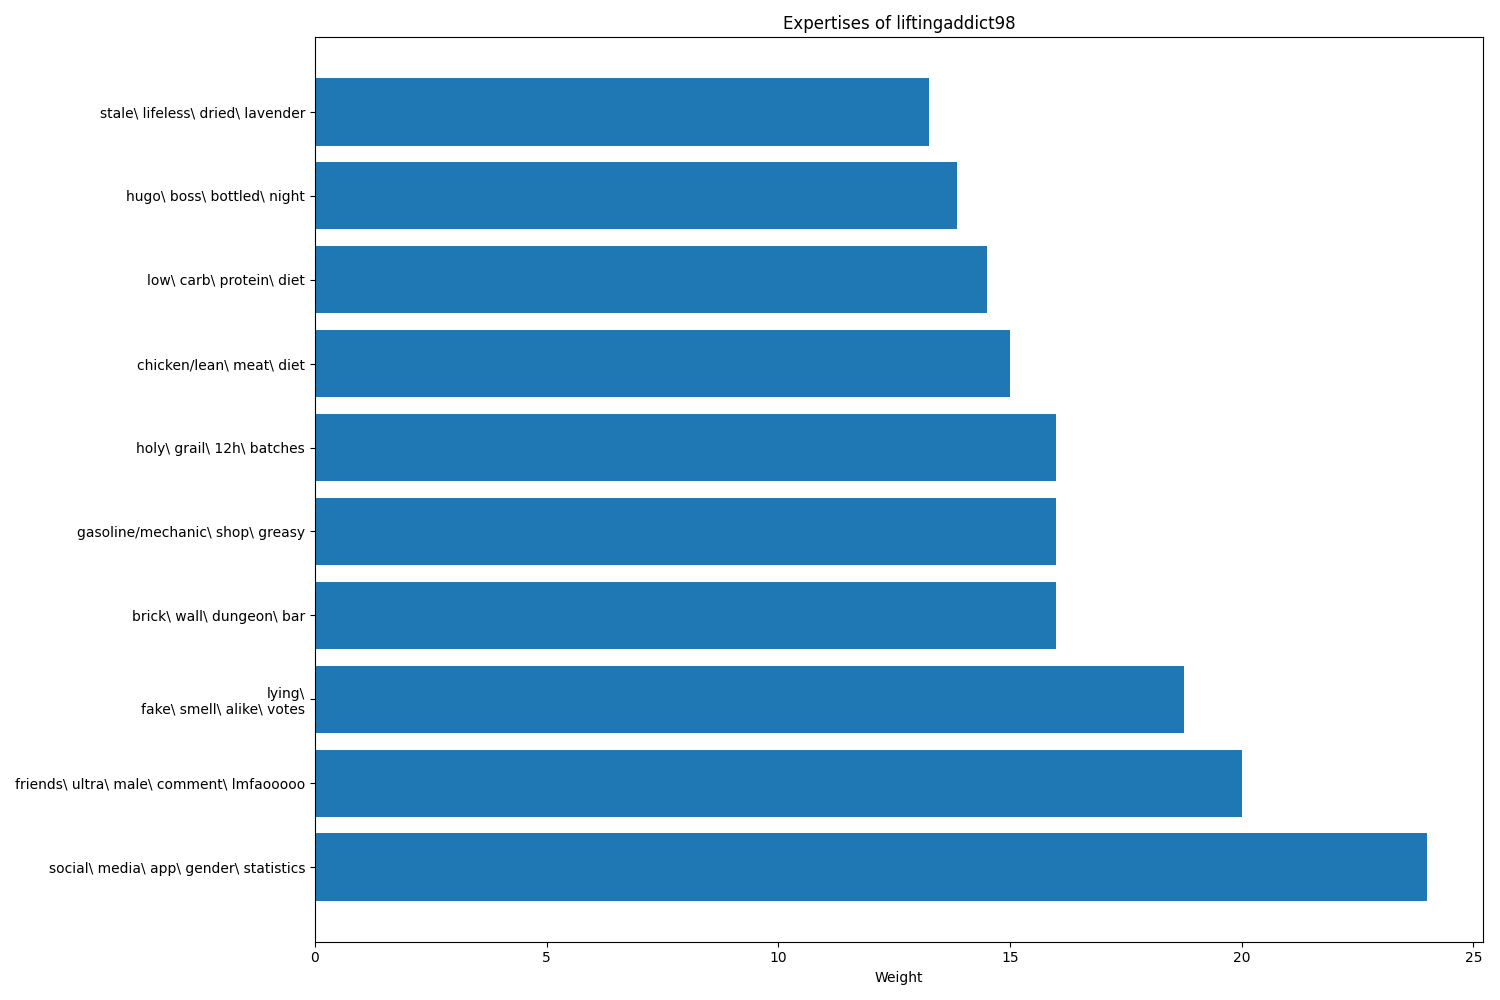 Expertises of liftingaddict98
stale\ lifeless\ dried\ lavender
hugo\ boss\ bottled\ night
low\ carb\ protein\ diet
chicken/lean\ meat\ diet
holy\ grail\ 12h\ batches
gasoline/mechanic\ shop\ greasy
brick\ wall\ dungeon\ bar
lying\
fake\ smell\ alike\ votes
friends\ ultra\ male\ comment\ lmfaooooo
social\ media\ app\ gender\ statistics
0 5 10 15 20 25
Weight